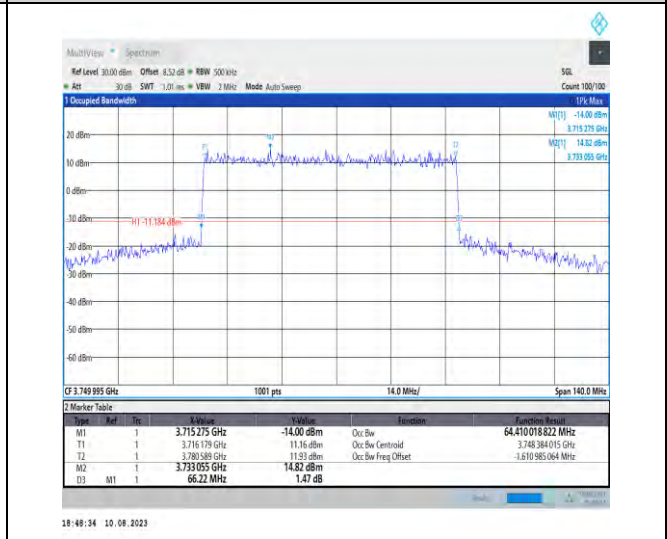 MultiView Spectrum
Ref Level 30.00 dBm Offset 8.52 dB RBW 500 kHz SGL
Att 30 dB SWT 1.01 ms VBW 2 MHz Mode Auto Sweep Count 100/100
1 Occupied Bandwidth 1Pk Max
M1[1] -14.00 dBm
3.715 275 GHz
M2[1] 14.82 dBm
3.733 055 GHz
20 dBm
M2
T1
T2
10 dBm
0 dBm
-10 dBm
H1 -11.184 dBm
M1
D3
-20 dBm
-30 dBm
-40 dBm
-50 dBm
-60 dBm
CF 3.749 995 GHz 1001 pts 14.0 MHz/ Span 140.0 MHz
2 Marker Table
Type Ref Trc X-Value Y-Value Function Function Result
M1 1 3.715 275 GHz -14.00 dBm Occ Bw 64.410 018 822 MHz
T1 1 3.716 179 GHz 11.16 dBm Occ Bw Centroid 3.748 384 015 GHz
T2 1 3.780 589 GHz 11.93 dBm Occ Bw Freq Offset -1.610 985 064 MHz
M2 1 3.733 055 GHz 14.82 dBm
D3 M1 1 66.22 MHz 1.47 dB
18:48:34 10.08.2023